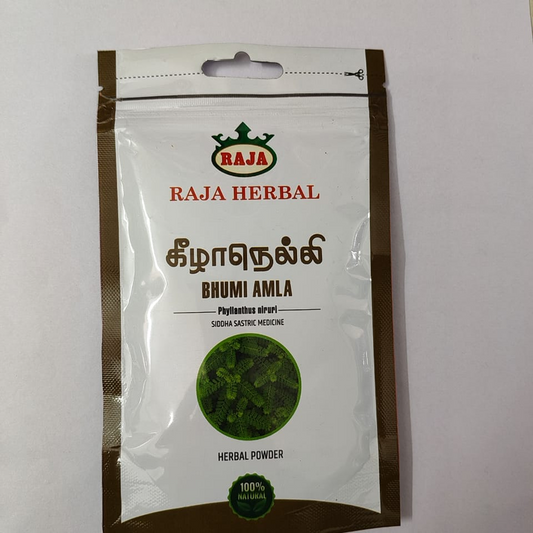 RAJA
RAJA HERBAL
கீழாநெல்லி
BHUMI AMLA
Phyllanthus niruri
SIDDHA SASTRIC MEDICINE
HERBAL POWDER
100%
NATURAL